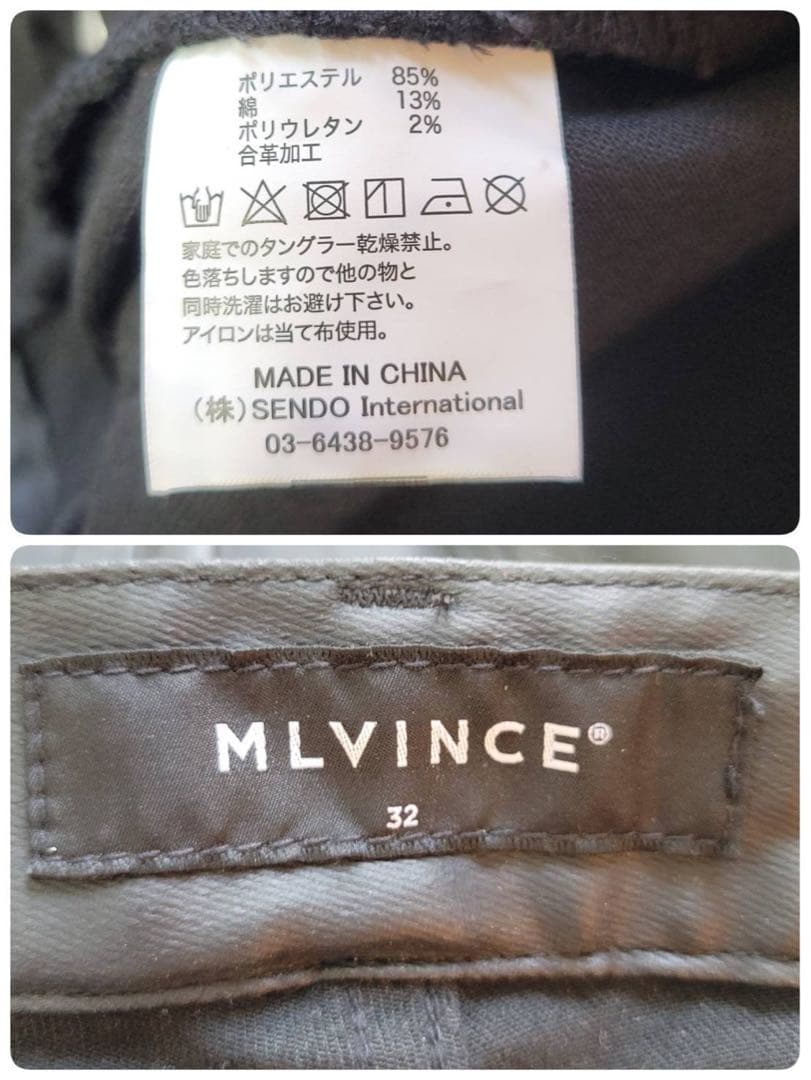 ポリエステル 85%
綿 13%
ポリウレタン 2%
合革加工
家庭でのタングラー乾燥禁止。
色落ちしますので他の物と
同時洗濯はお避け下さい。
アイロンは当て布使用。
MADE IN CHINA
(株)SENDO International
03-6438-9576
MLVINCE®
32